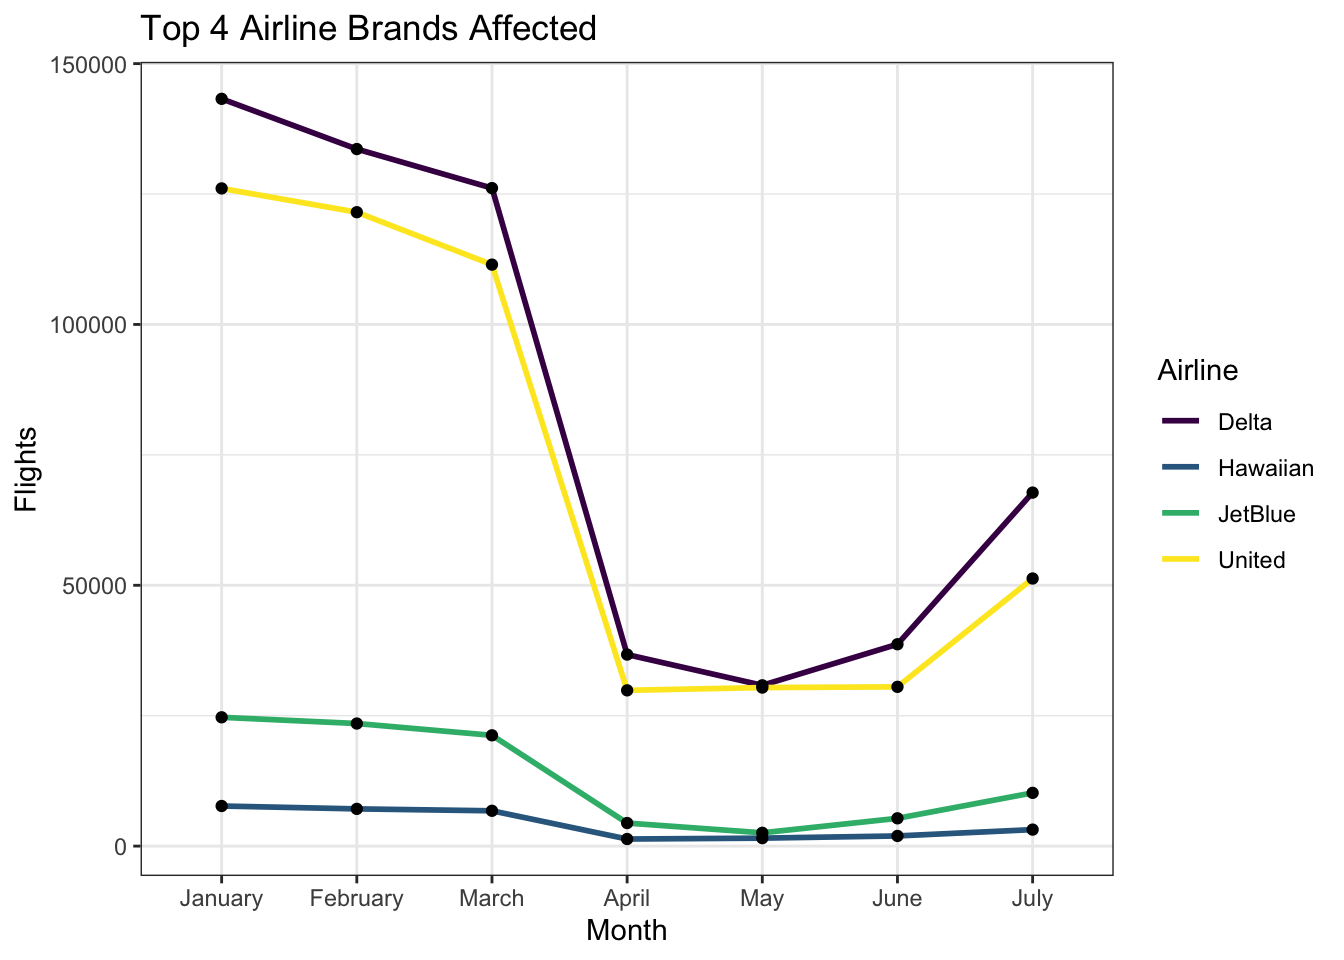 Top 4 Airline Brands Affected
150000
100000
50000
0
Flights
January February March April May June July
Month
Airline
Delta
Hawaiian
JetBlue
United